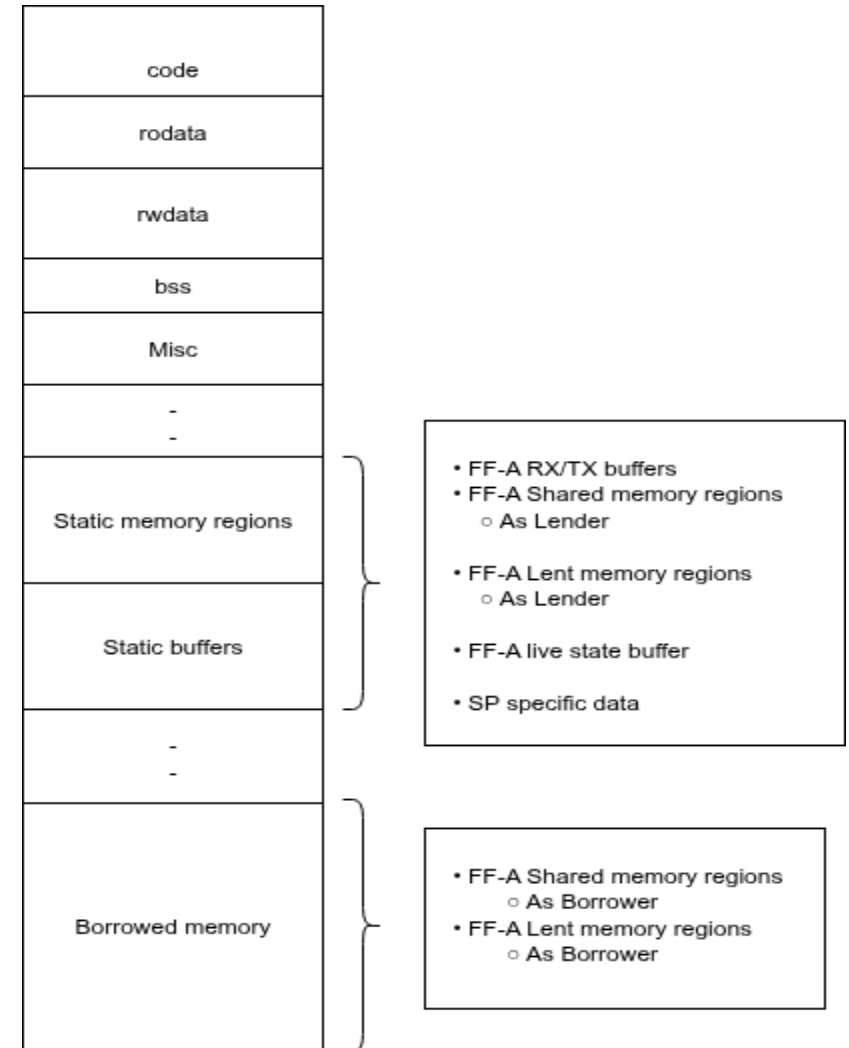 code
rodata
rwdata
bss
Misc
-
-
Static memory regions
Static buffers
-
-
Borrowed memory
• FF-A RX/TX buffers
• FF-A Shared memory regions
○ As Lender
• FF-A Lent memory regions
○ As Lender
• FF-A live state buffer
• SP specific data
• FF-A Shared memory regions
○ As Borrower
• FF-A Lent memory regions
○ As Borrower